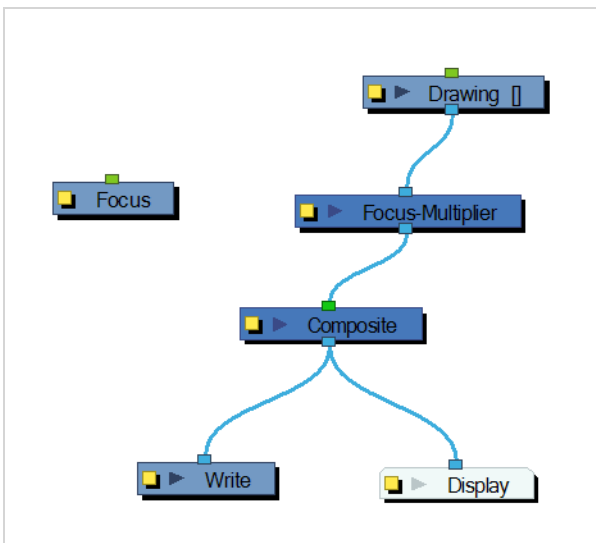 Drawing []
Focus
Focus-Multiplier
Composite
Write
Display